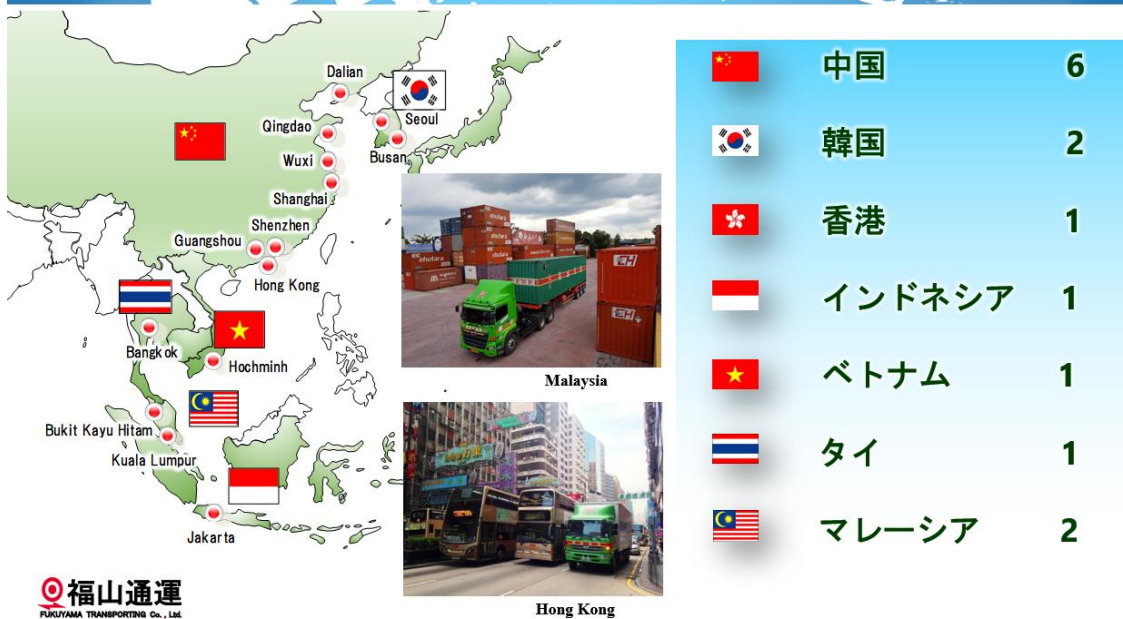 Dalian
Seoul
Qingdao
Busan
Wuxi
Shanghai
Shenzhen
Guangshou
Hong Kong
Bangkok
Hochminh
Bukit Kayu Hitam
Kuala Lumpur
Jakarta
福山通運
FUKUYAMA TRANSPORTING Co., Ltd.
Malaysia
Hong Kong
中国 6
韓国 2
香港 1
インドネシア 1
ベトナム 1
タイ 1
マレーシア 2